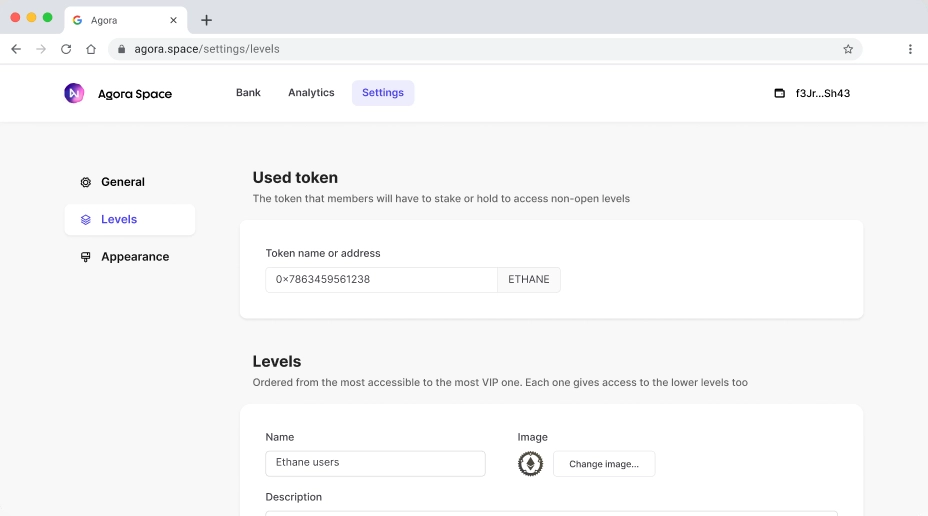 Agora
agora.space/settings/levels
Agora Space
Bank
Analytics
Settings
f3Jr...Sh43
General
Levels
Appearance
Used token
The token that members will have to stake or hold to access non-open levels
Token name or address
0×7863459561238
ETHANE
Levels
Ordered from the most accessible to the most VIP one. Each one gives access to the lower levels too
Name
Image
Ethane users
Change image...
Description